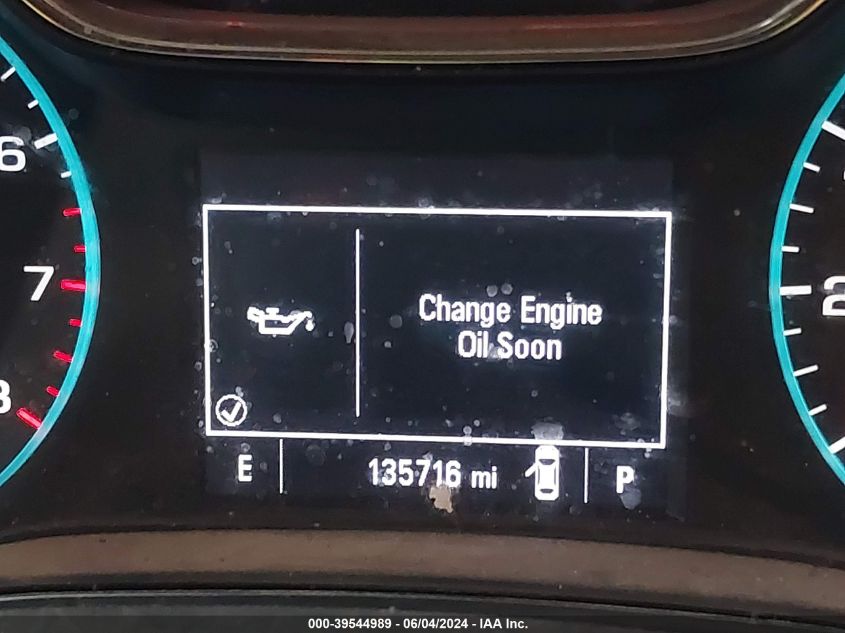 6
7
8
2
Change Engine
Oil Soon
E
135716 mi
P
000-39544989 - 06/04/2024 - IAA Inc.